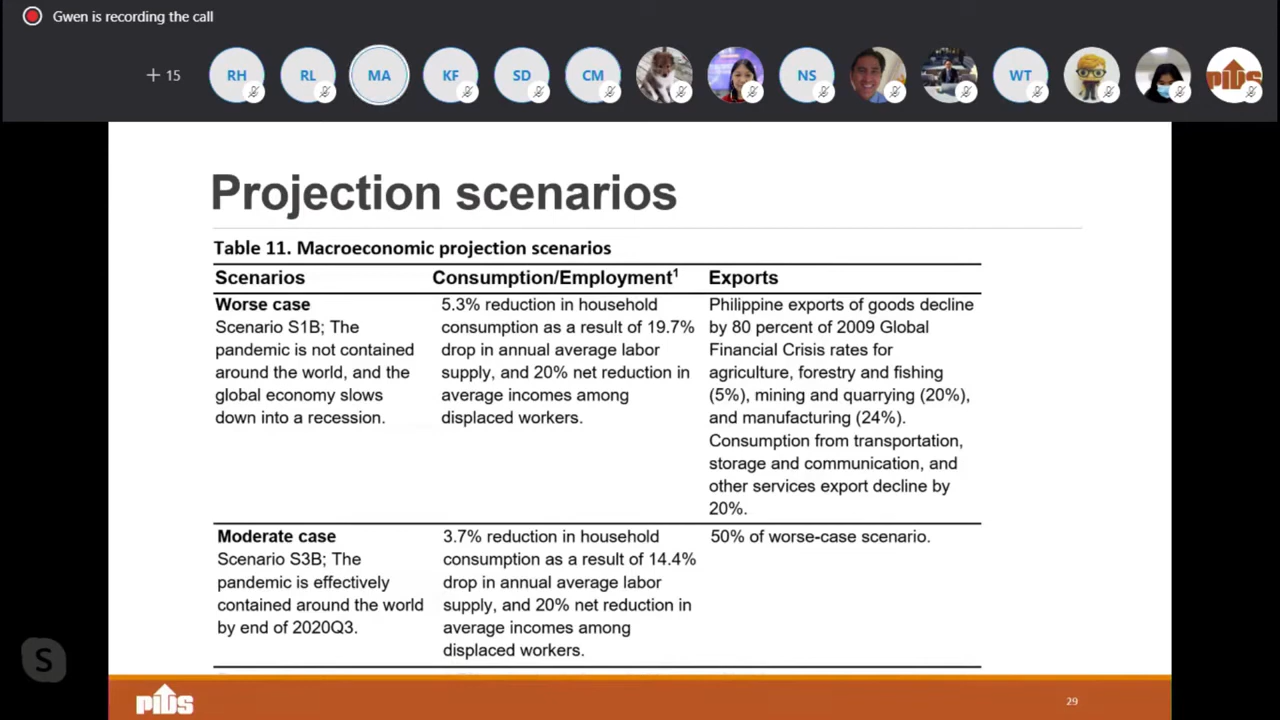 Gwen is recording the call
+ 15
RH
RL
MA
KF
SD
CM
NS
WT
Projection scenarios
Table 11. Macroeconomic projection scenarios
Scenarios
Consumption/Employment¹
Exports
Worse case
Scenario S1B; The
pandemic is not contained
around the world, and the
global economy slows
down into a recession.
5.3% reduction in household
consumption as a result of 19.7%
drop in annual average labor
supply, and 20% net reduction in
average incomes among
displaced workers.
Philippine exports of goods decline
by 80 percent of 2009 Global
Financial Crisis rates for
agriculture, forestry and fishing
(5%), mining and quarrying (20%),
and manufacturing (24%).
Consumption from transportation,
storage and communication, and
other services export decline by
20%.
Moderate case
Scenario S3B; The
pandemic is effectively
contained around the world
by end of 2020Q3.
3.7% reduction in household
consumption as a result of 14.4%
drop in annual average labor
supply, and 20% net reduction in
average incomes among
displaced workers.
50% of worse-case scenario.
S
PIDS
29